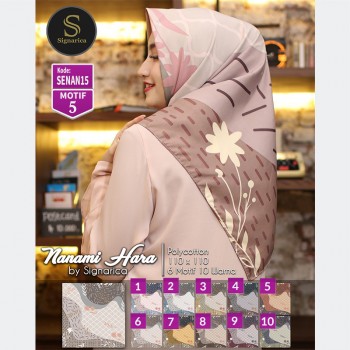 S
Signarica
Kode:
SENAN15
MOTIF
5
Nanami Hara
by Signarica
Polycotton
110 x 110
6 Motif 10 Warna
1 2 3 4 5
6 7 8 9 10